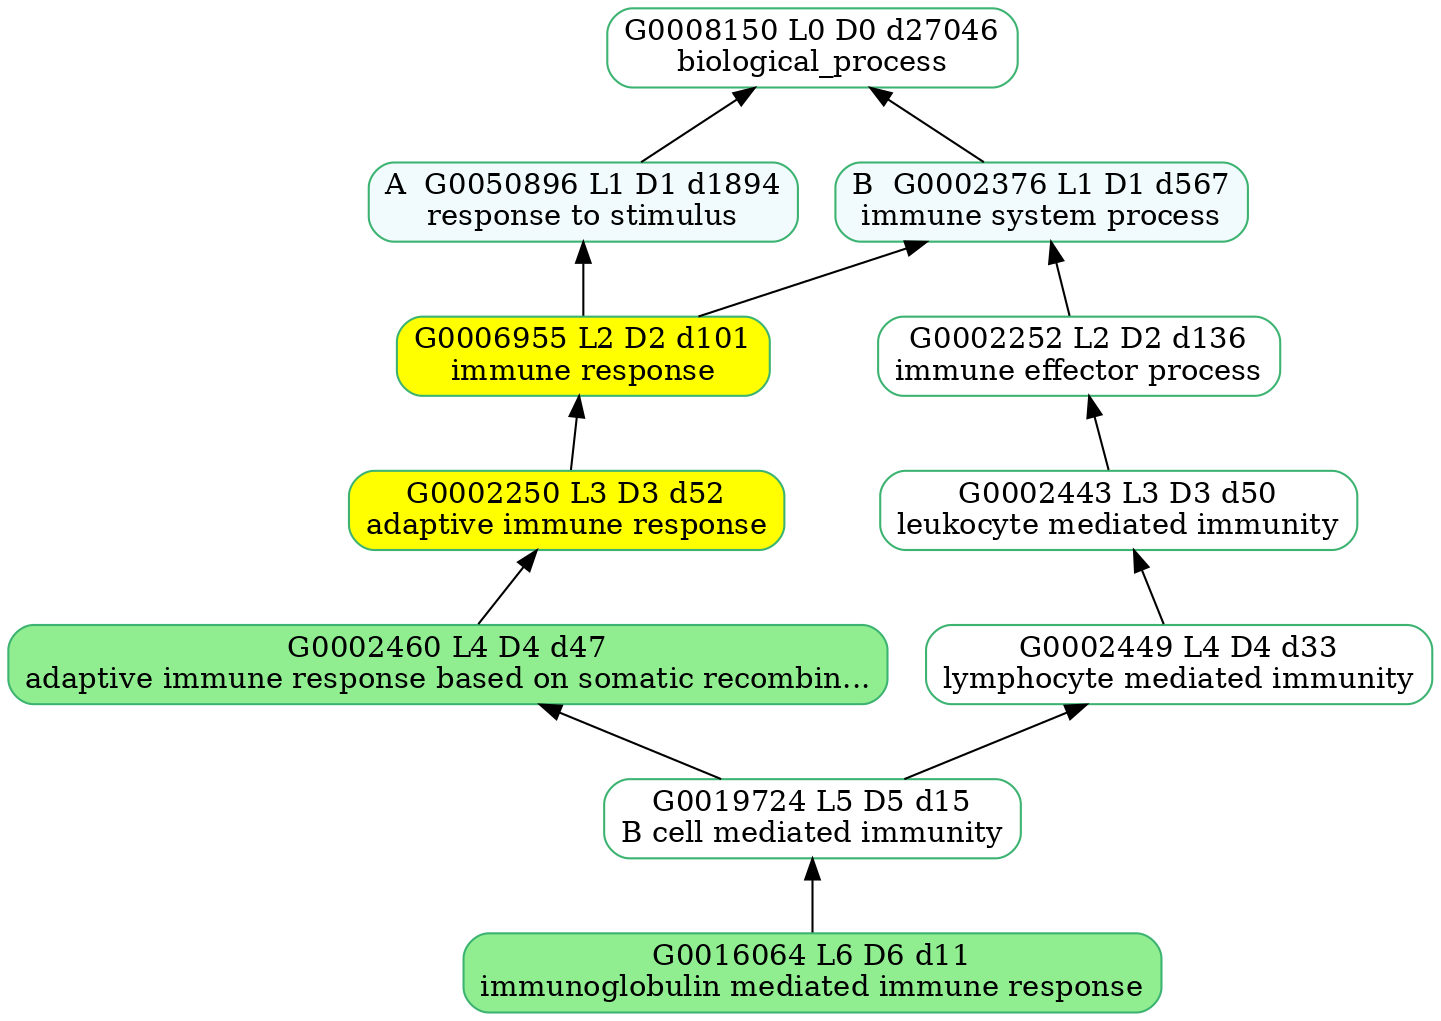 G0008150 L0 D0 d27046
biological_process
A  G0050896 L1 D1 d1894
response to stimulus
B  G0002376 L1 D1 d567
immune system process
G0006955 L2 D2 d101
immune response
G0002252 L2 D2 d136
immune effector process
G0002250 L3 D3 d52
adaptive immune response
G0002443 L3 D3 d50
leukocyte mediated immunity
G0002460 L4 D4 d47
adaptive immune response based on somatic recombin...
G0002449 L4 D4 d33
lymphocyte mediated immunity
G0019724 L5 D5 d15
B cell mediated immunity
G0016064 L6 D6 d11
immunoglobulin mediated immune response